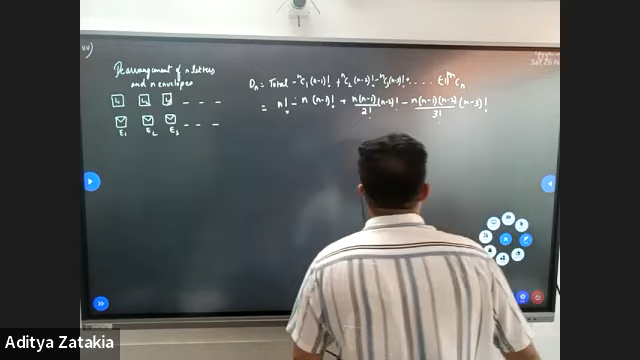 Rearrangement of n letters
and n envelopes
L₁ L₂ L₃ - - -
E₁ E₂ E₃ - - -
Dₙ = Total - ⁿC₁(n-1)! + ⁿC₂(n-2)! - ⁿC₃(n-3)! + ..... (-1)ⁿ ⁿCₙ
= n! - n(n-1)! + n(n-1)/2! (n-2)! - n(n-1)(n-2)/3! (n-3)!
Aditya Zatakia